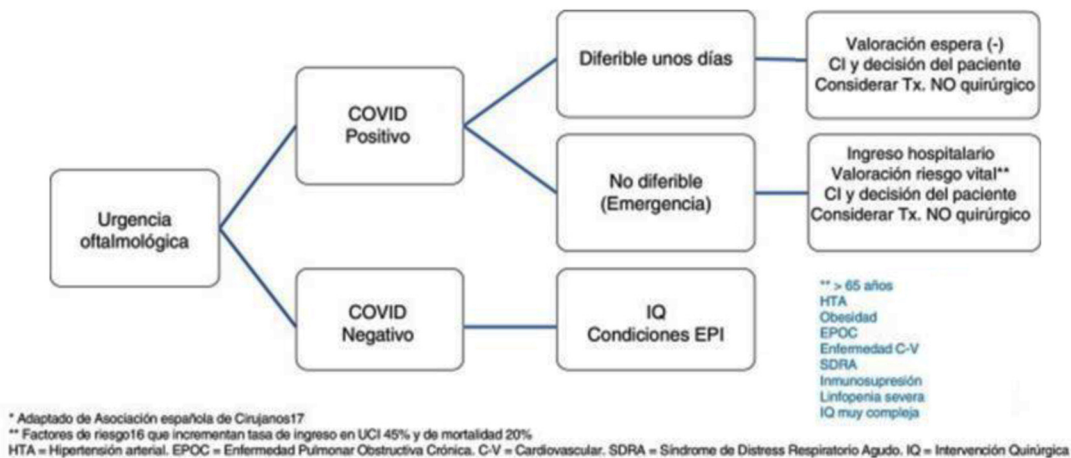 Urgencia
oftalmológica
COVID
Positivo
Diferible unos días
Valoración espera (-)
CI y decisión del paciente
Considerar Tx. NO quirúrgico
No diferible
(Emergencia)
Ingreso hospitalario
Valoración riesgo vital**
CI y decisión del paciente
Considerar Tx. NO quirúrgico
COVID
Negativo
IQ
Condiciones EPI
** > 65 años
HTA
Obesidad
EPOC
Enfermedad C-V
SDRA
Inmunosupresión
Linfopenia severa
IQ muy compleja
* Adaptado de Asociación española de Cirujanos17
** Factores de riesgo16 que incrementan tasa de ingreso en UCI 45% y de mortalidad 20%
HTA = Hipertensión arterial. EPOC = Enfermedad Pulmonar Obstructiva Crónica. C-V = Cardiovascular. SDRA = Síndrome de Distress Respiratorio Agudo. IQ = Intervención Quirúrgica